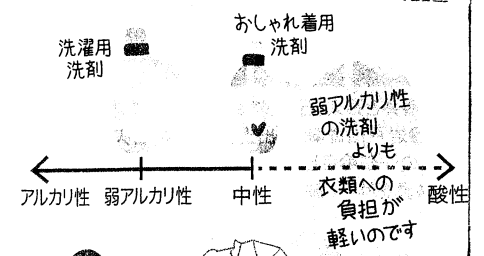 洗濯用
洗剤
おしゃれ着用
洗剤
弱アルカリ性
の洗剤
よりも
衣類への
負担が
軽いのです
アルカリ性 弱アルカリ性 中性 酸性